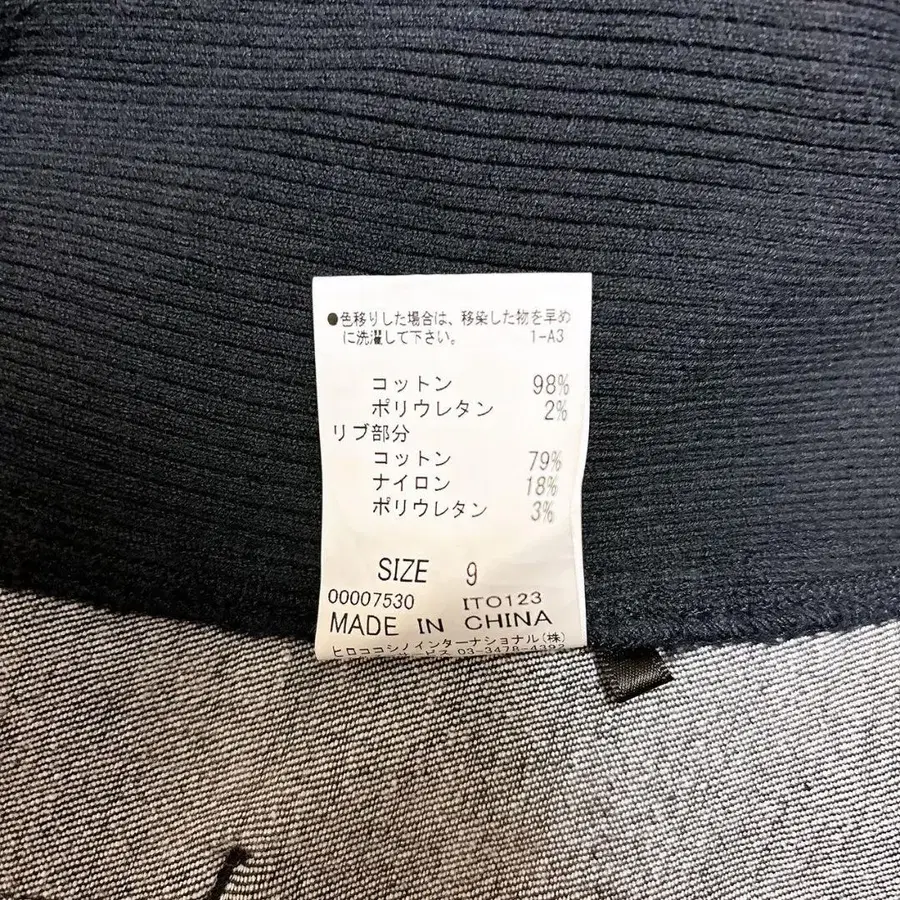 ●色移りした場合は、移染した物を早め
に洗濯して下さい。 1-A3
コットン 98%
ポリウレタン 2%
リブ部分
コットン 79%
ナイロン 18%
ポリウレタン 3%
SIZE 9
00007530 ITO123
MADE IN CHINA
ヒロココシノインターナショナル(株)
03-3478-